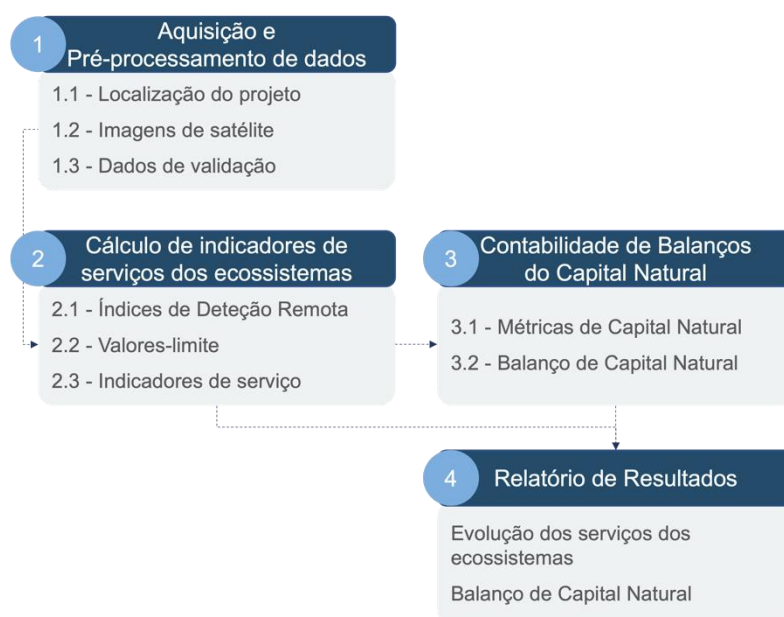 1
Aquisição e
Pré-processamento de dados
1.1 - Localização do projeto
1.2 - Imagens de satélite
1.3 - Dados de validação
2
Cálculo de indicadores de
serviços dos ecossistemas
2.1 - Índices de Deteção Remota
2.2 - Valores-limite
2.3 - Indicadores de serviço
3
Contabilidade de Balanços
do Capital Natural
3.1 - Métricas de Capital Natural
3.2 - Balanço de Capital Natural
4
Relatório de Resultados
Evolução dos serviços dos
ecossistemas
Balanço de Capital Natural